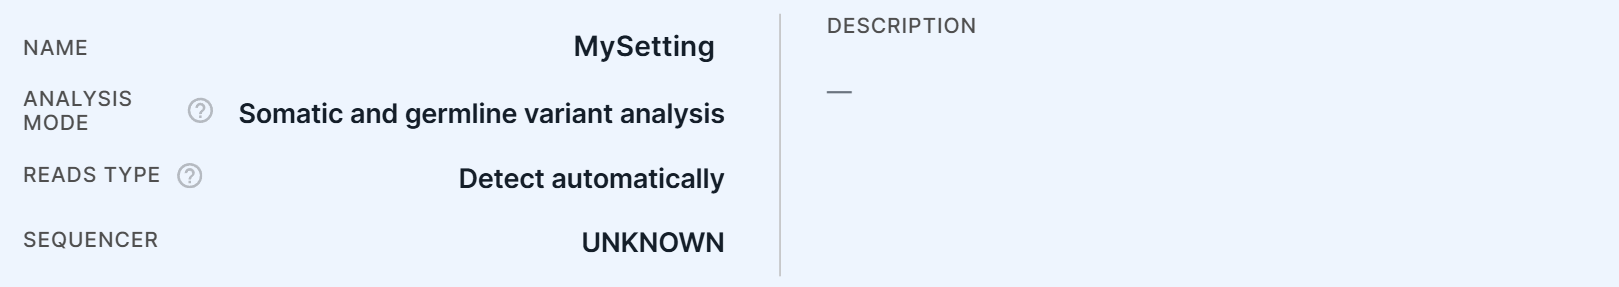 NAME MySetting
ANALYSIS
MODE Somatic and germline variant analysis
READS TYPE Detect automatically
SEQUENCER UNKNOWN
DESCRIPTION
—